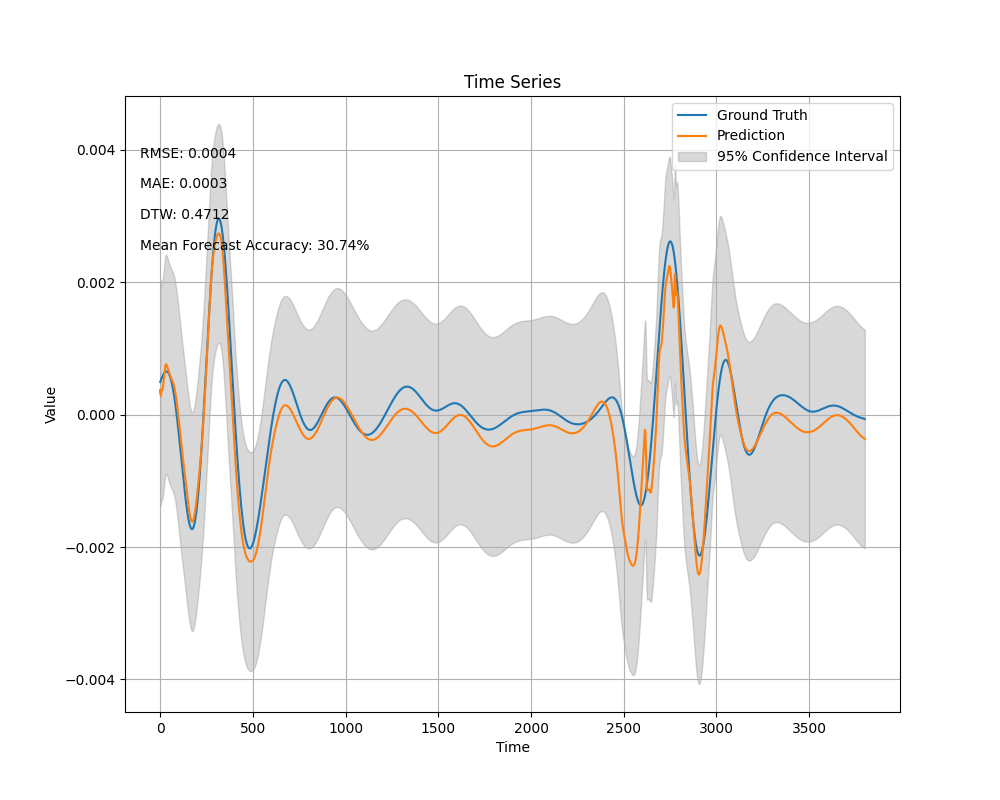 Time Series
Ground Truth
Prediction
95% Confidence Interval
RMSE: 0.0004
MAE: 0.0003
DTW: 0.4712
Mean Forecast Accuracy: 30.74%
Value
0.004
0.002
0.000
−0.002
−0.004
0 500 1000 1500 2000 2500 3000 3500
Time